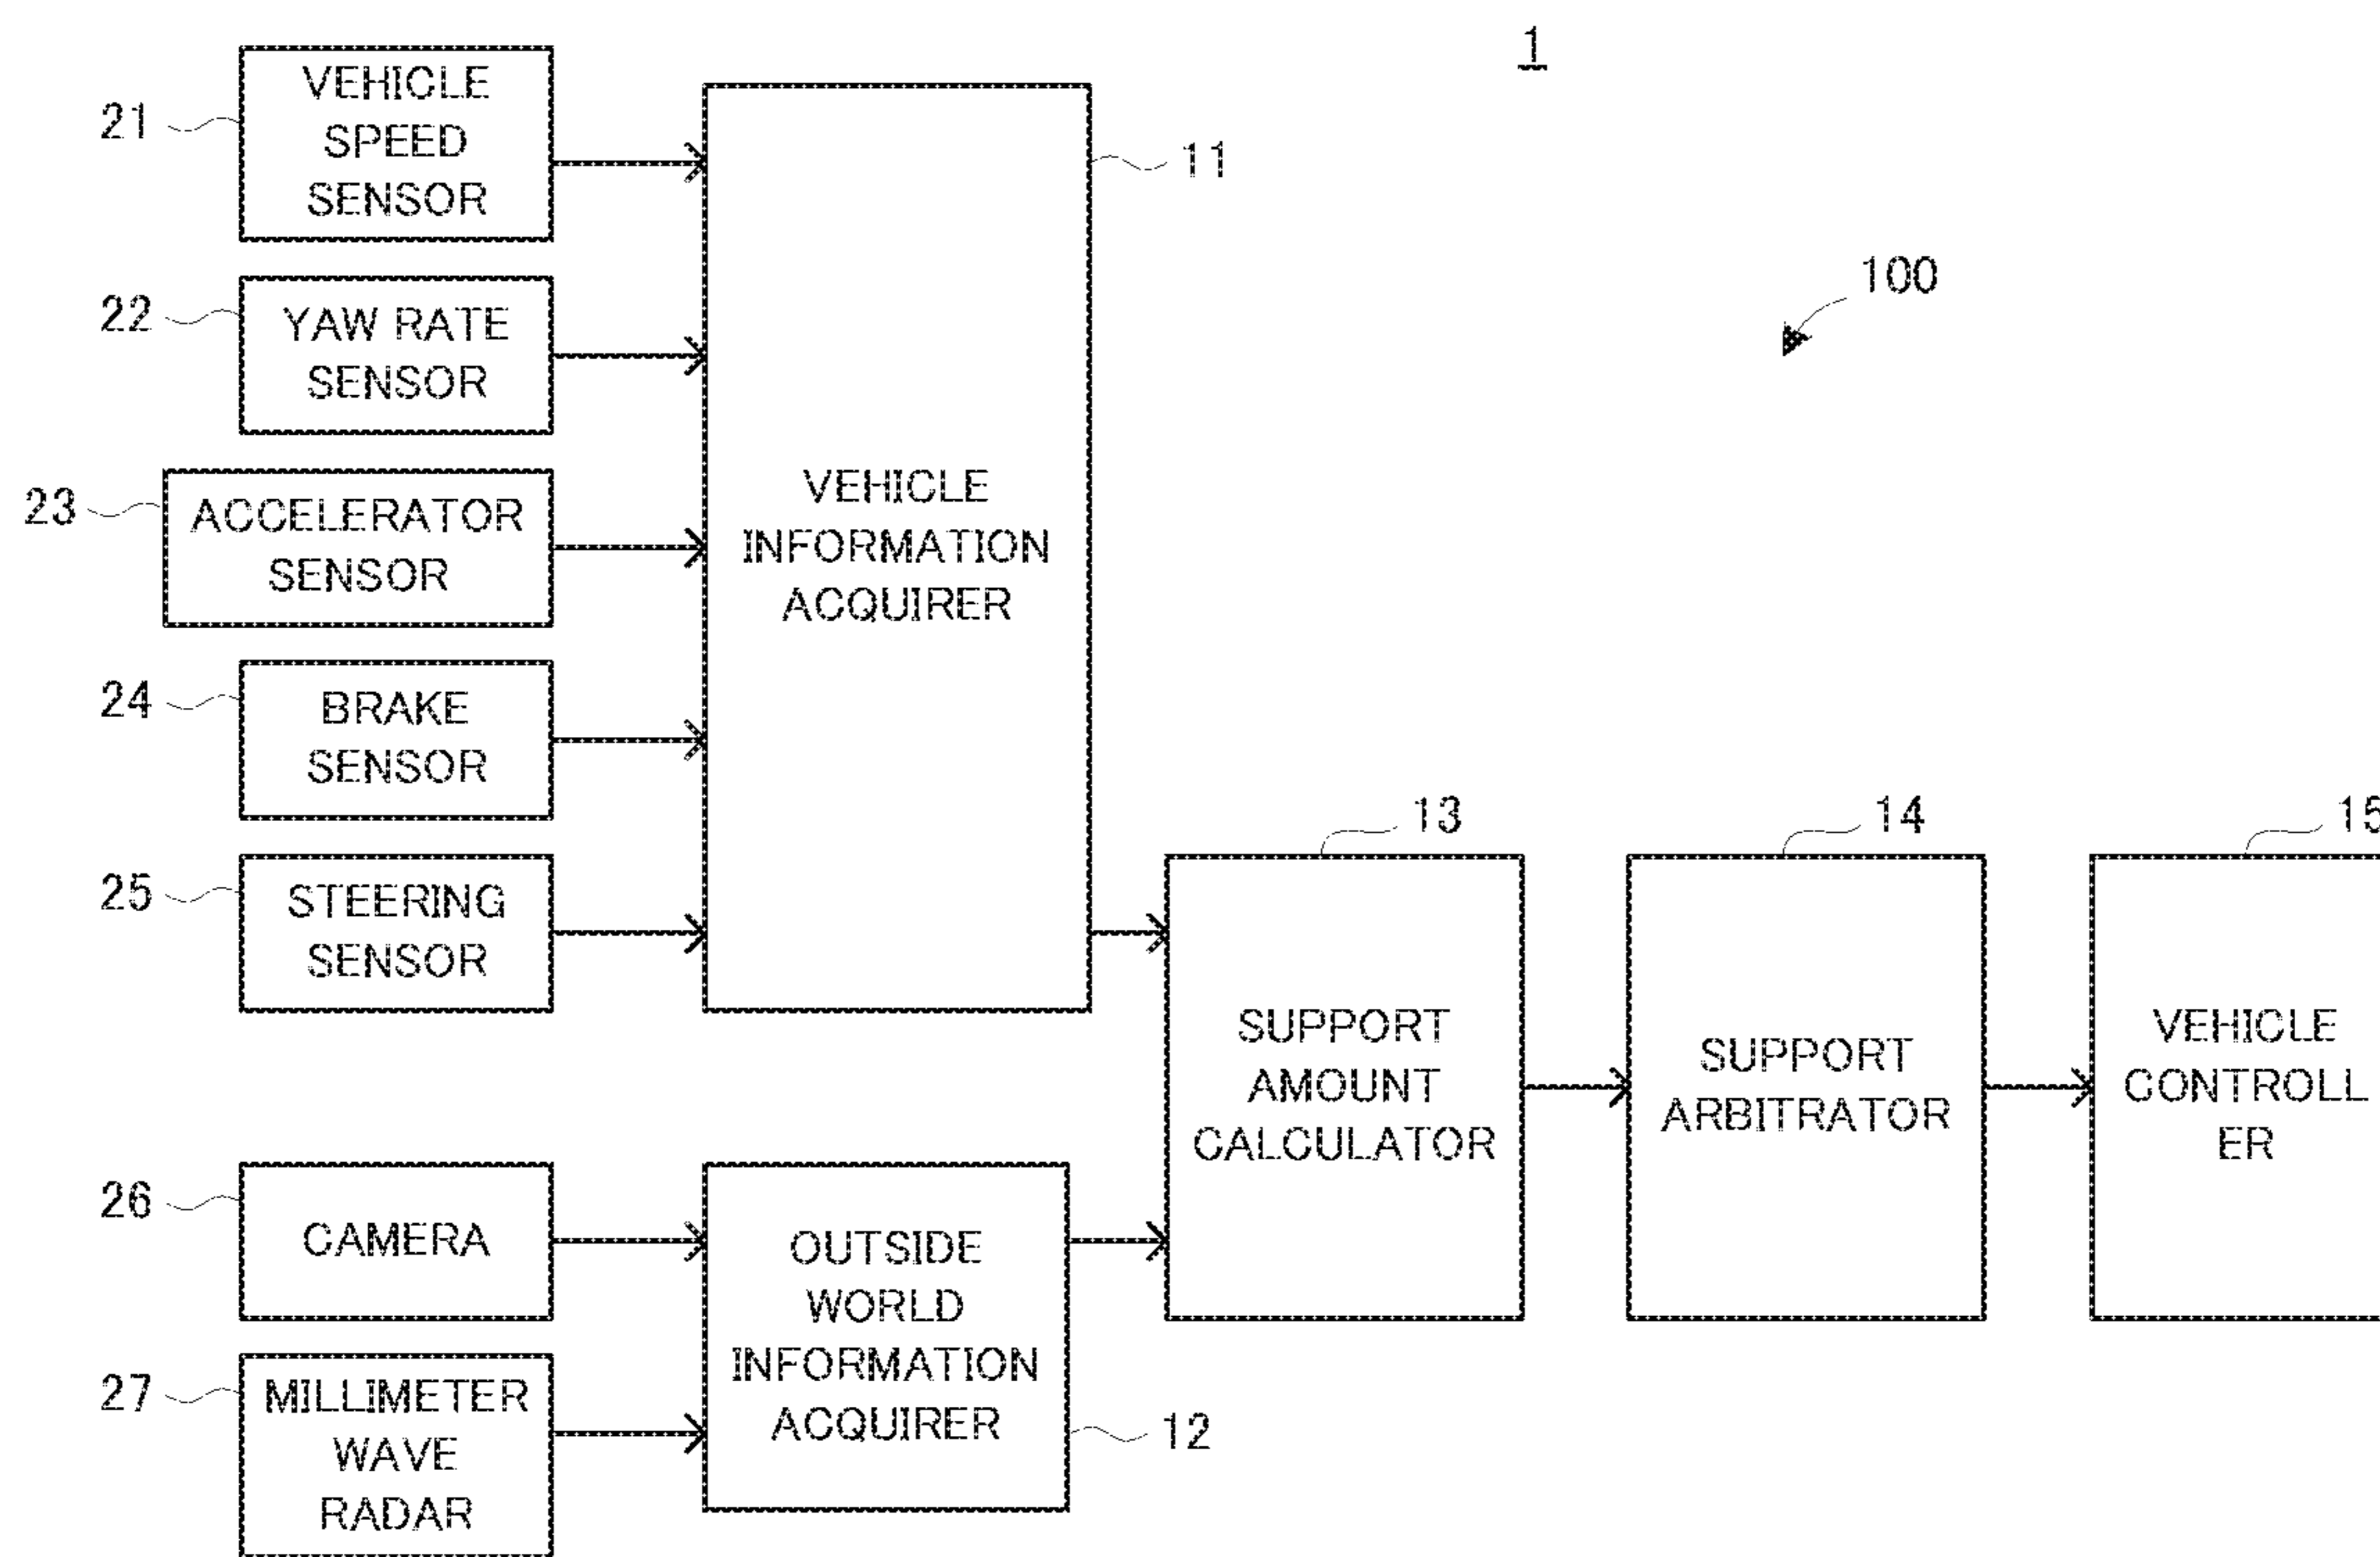 1
21
VEHICLE
SPEED
SENSOR
11
100
22
YAW RATE
SENSOR
23
ACCELERATOR
SENSOR
VEHICLE
INFORMATION
ACQUIRER
24
BRAKE
SENSOR
25
STEERING
SENSOR
13
14
15
SUPPORT
AMOUNT
CALCULATOR
SUPPORT
ARBITRATOR
VEHICLE
CONTROLL
ER
26
CAMERA
OUTSIDE
WORLD
INFORMATION
ACQUIRER
12
27
MILLIMETER
WAVE
RADAR